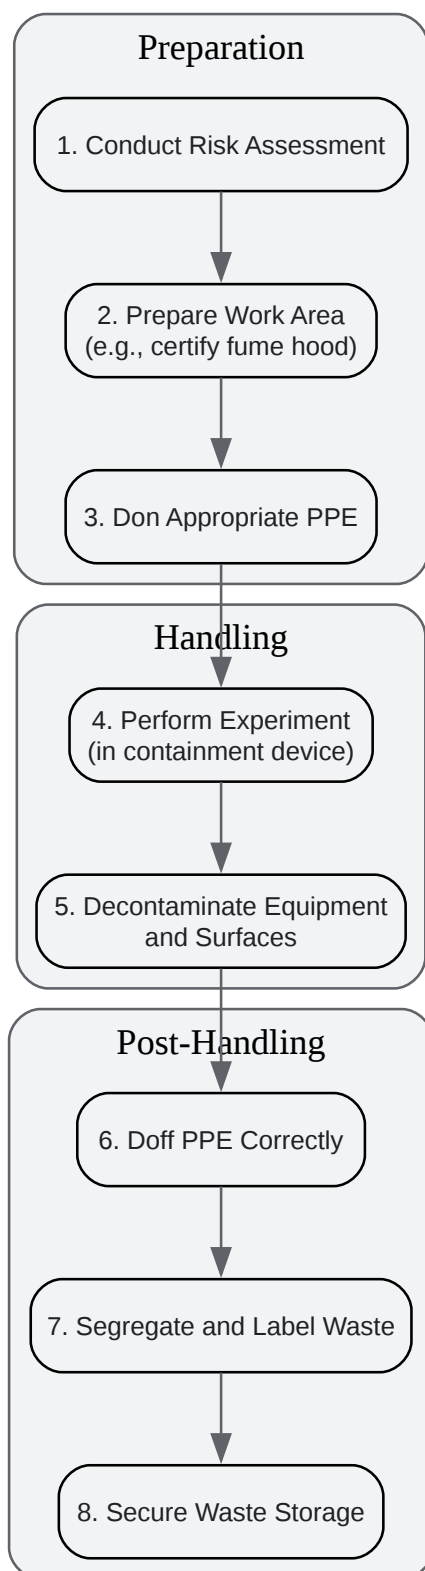 Preparation
1. Conduct Risk Assessment
2. Prepare Work Area
(e.g., certify fume hood)
3. Don Appropriate PPE
Handling
4. Perform Experiment
(in containment device)
5. Decontaminate Equipment
and Surfaces
Post-Handling
6. Doff PPE Correctly
7. Segregate and Label Waste
8. Secure Waste Storage